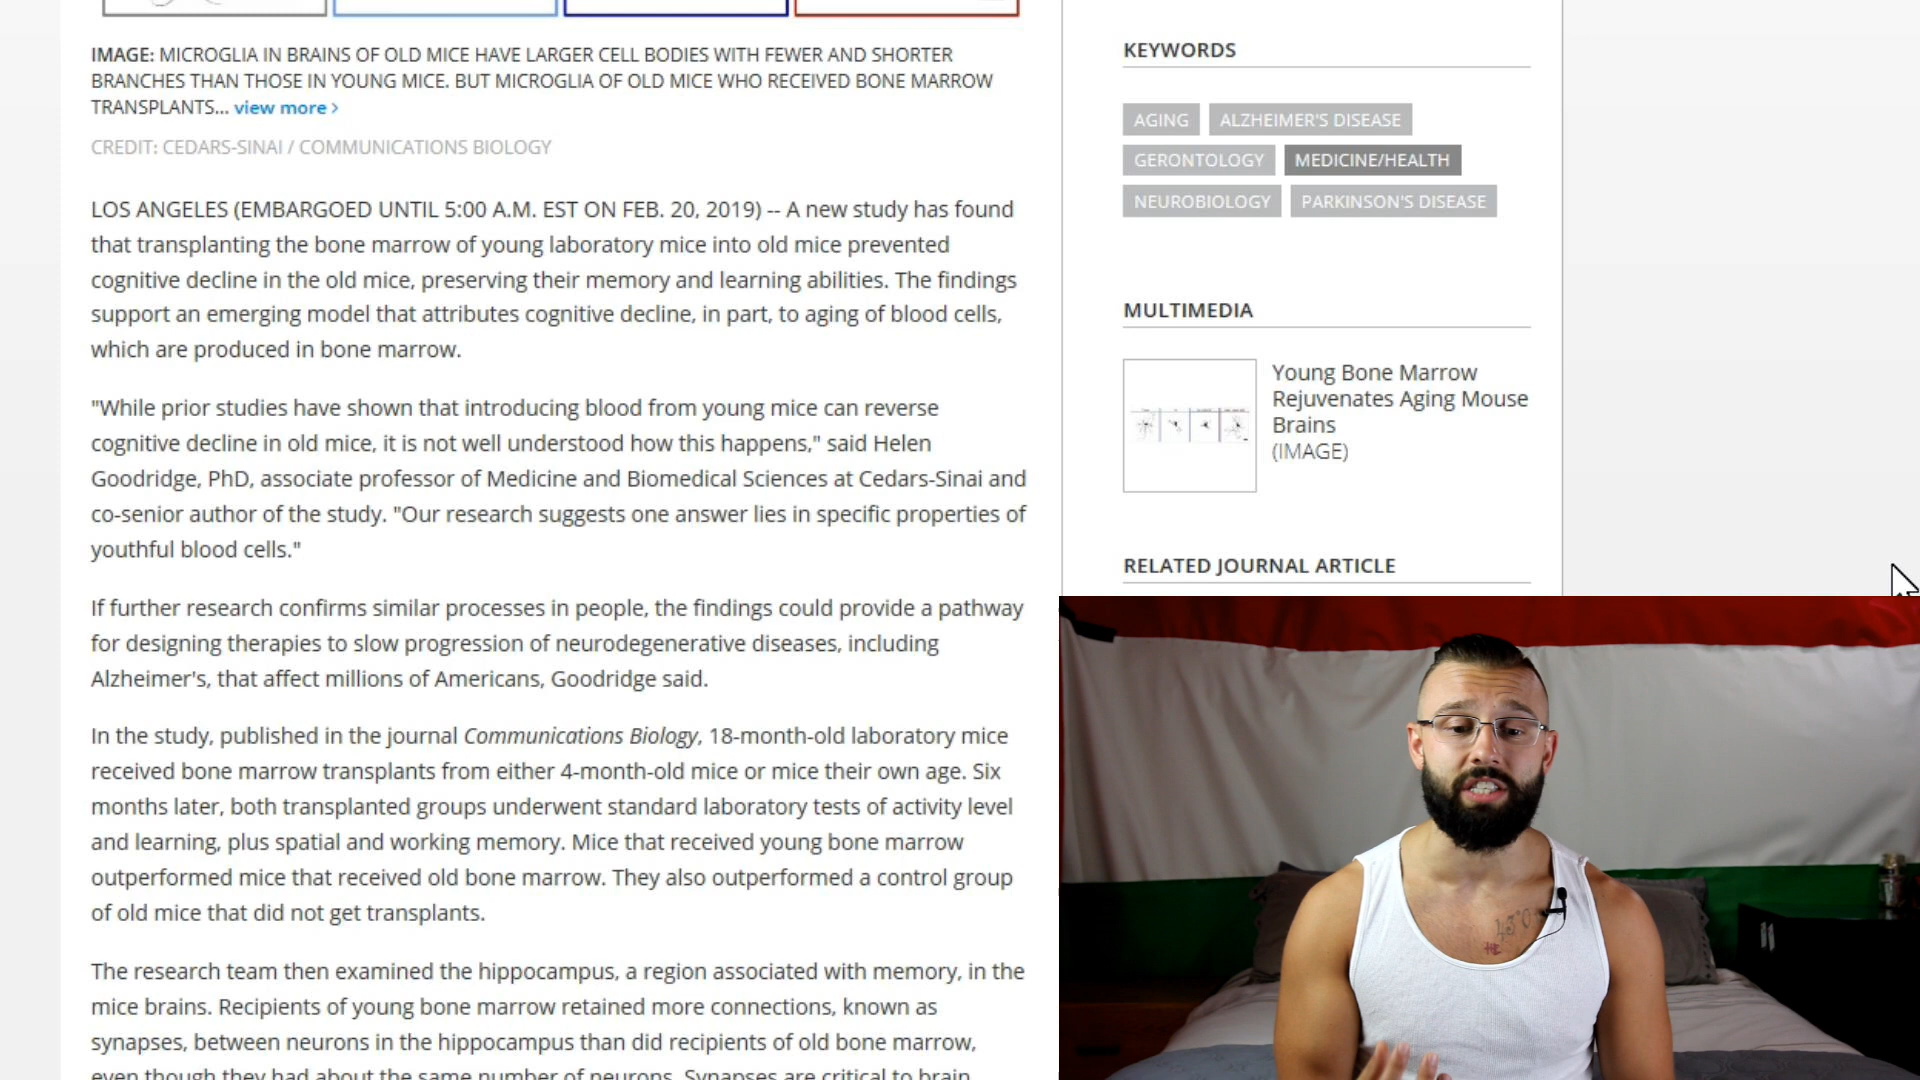 IMAGE: MICROGLIA IN BRAINS OF OLD MICE HAVE LARGER CELL BODIES WITH FEWER AND SHORTER
BRANCHES THAN THOSE IN YOUNG MICE. BUT MICROGLIA OF OLD MICE WHO RECEIVED BONE MARROW
TRANSPLANTS... view more >
CREDIT: CEDARS-SINAI / COMMUNICATIONS BIOLOGY
LOS ANGELES (EMBARGOED UNTIL 5:00 A.M. EST ON FEB. 20, 2019) -- A new study has found
that transplanting the bone marrow of young laboratory mice into old mice prevented
cognitive decline in the old mice, preserving their memory and learning abilities. The findings
support an emerging model that attributes cognitive decline, in part, to aging of blood cells,
which are produced in bone marrow.
"While prior studies have shown that introducing blood from young mice can reverse
cognitive decline in old mice, it is not well understood how this happens," said Helen
Goodridge, PhD, associate professor of Medicine and Biomedical Sciences at Cedars-Sinai and
co-senior author of the study. "Our research suggests one answer lies in specific properties of
youthful blood cells."
If further research confirms similar processes in people, the findings could provide a pathway
for designing therapies to slow progression of neurodegenerative diseases, including
Alzheimer's, that affect millions of Americans, Goodridge said.
In the study, published in the journal Communications Biology, 18-month-old laboratory mice
received bone marrow transplants from either 4-month-old mice or mice their own age. Six
months later, both transplanted groups underwent standard laboratory tests of activity level
and learning, plus spatial and working memory. Mice that received young bone marrow
outperformed mice that received old bone marrow. They also outperformed a control group
of old mice that did not get transplants.
The research team then examined the hippocampus, a region associated with memory, in the
mice brains. Recipients of young bone marrow retained more connections, known as
synapses, between neurons in the hippocampus than did recipients of old bone marrow,
even though they had about the same number of neurons. Synapses are critical to brain
KEYWORDS
AGING ALZHEIMER'S DISEASE
GERONTOLOGY MEDICINE/HEALTH
NEUROBIOLOGY PARKINSON'S DISEASE
MULTIMEDIA
Young Bone Marrow
Rejuvenates Aging Mouse
Brains
(IMAGE)
RELATED JOURNAL ARTICLE